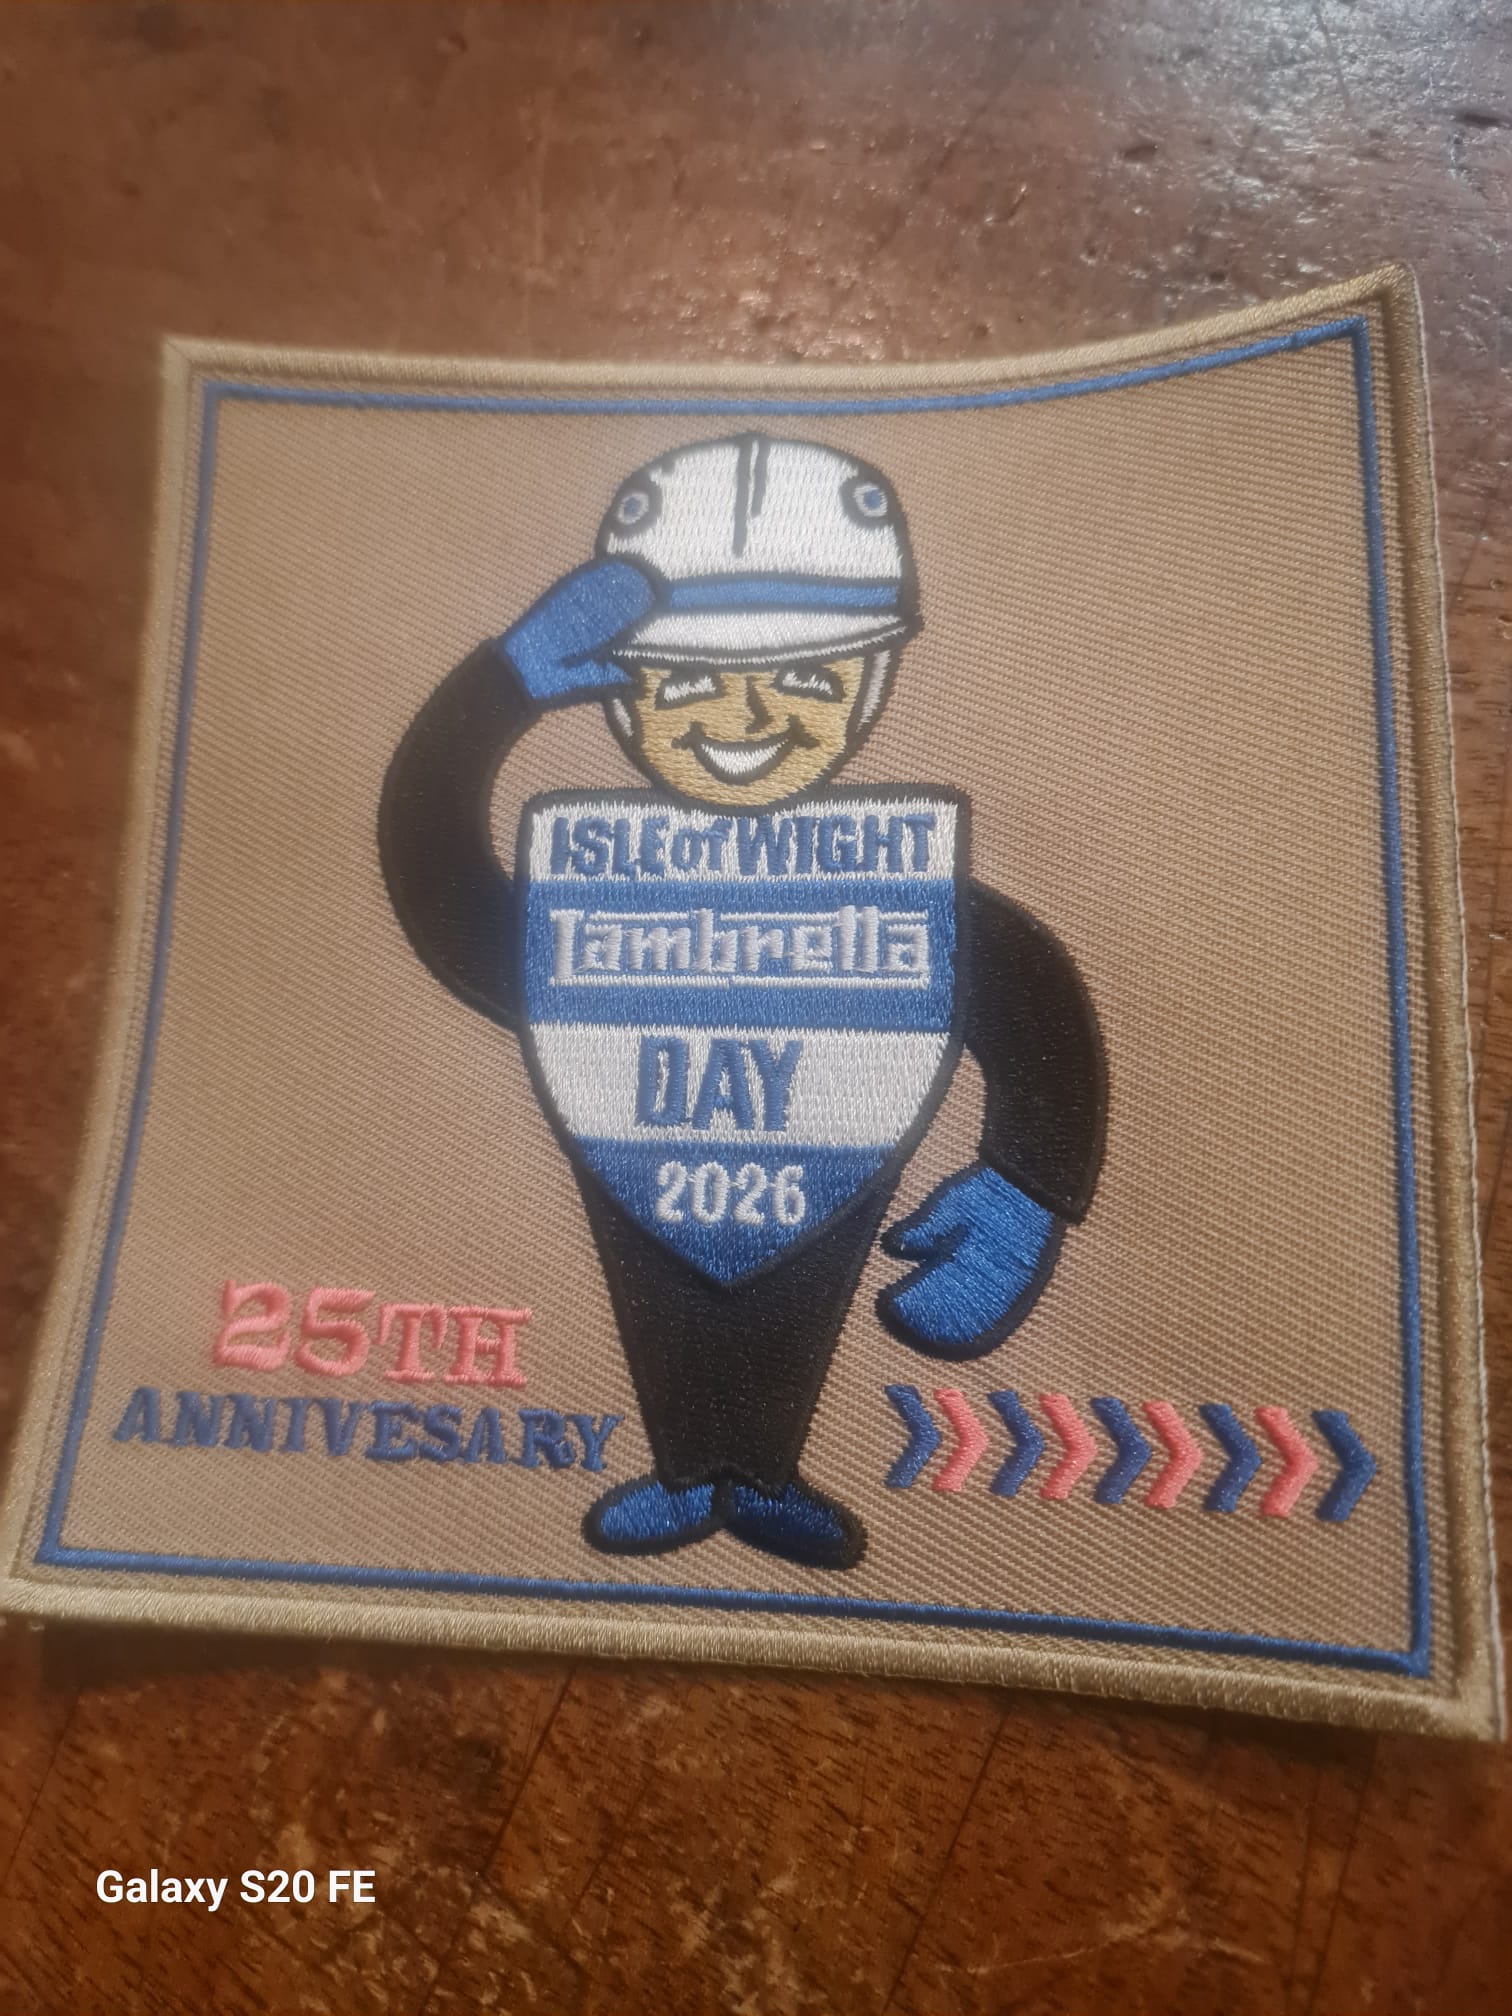 ISLE of WIGHT
Lambretta
DAY
2026
25TH
ANNIVESARY
Galaxy S20 FE